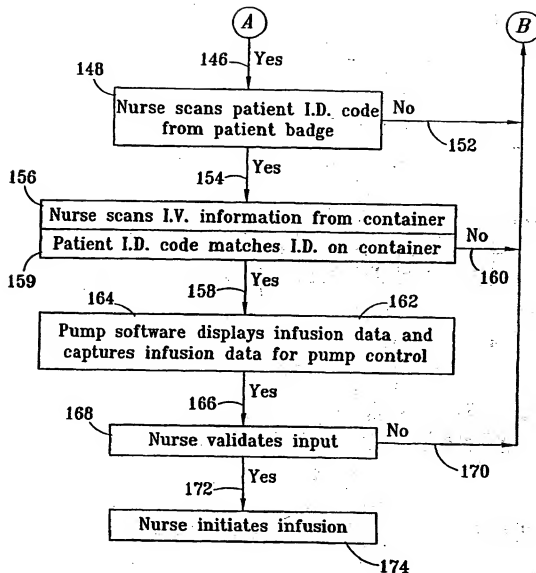 A
B
146
Yes
148
Nurse scans patient I.D. code
from patient badge
No
152
Yes
154
156
Nurse scans I.V. information from container
Patient I.D. code matches I.D. on container
No
159
160
158
Yes
164
162
Pump software displays infusion data and
captures infusion data for pump control
Yes
166
168
Nurse validates input
No
170
Yes
172
Nurse initiates infusion
174